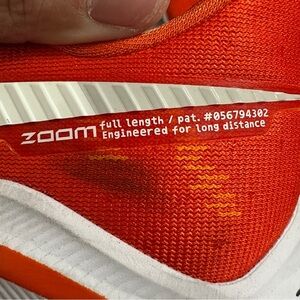 ZOOM
full length / pat. #056794302
Engineered for long distance